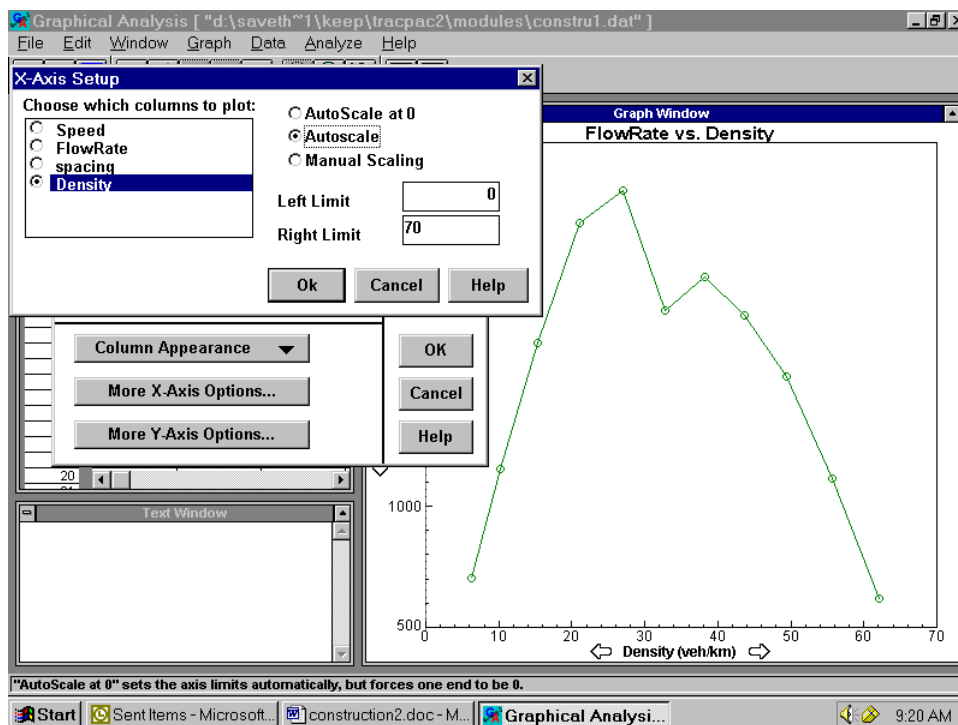 Graphical Analysis [ "d:\saveth~1\keep\tracpac2\modules\constru1.dat" ]
File Edit Window Graph Data Analyze Help
X-Axis Setup
Choose which columns to plot:
Speed
FlowRate
spacing
Density
AutoScale at 0
Autoscale
Manual Scaling
Left Limit 0
Right Limit 70
Ok Cancel Help
Column Appearance
More X-Axis Options...
More Y-Axis Options...
OK
Cancel
Help
20
Text Window
Graph Window
FlowRate vs. Density
1000
500
0 10 20 30 40 50 60 70
Density (veh/km)
"AutoScale at 0" sets the axis limits automatically, but forces one end to be 0.
Start Sent Items - Microsoft... construction2.doc - M... Graphical Analysi... 9:20 AM